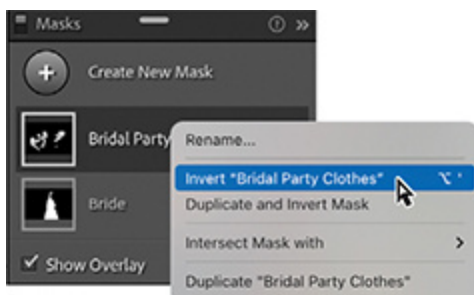 Masks
Create New Mask
Bridal Party
Rename...
Invert "Bridal Party Clothes" ⌥ '
Duplicate and Invert Mask
Bride
Intersect Mask with >
Show Overlay
Duplicate "Bridal Party Clothes"